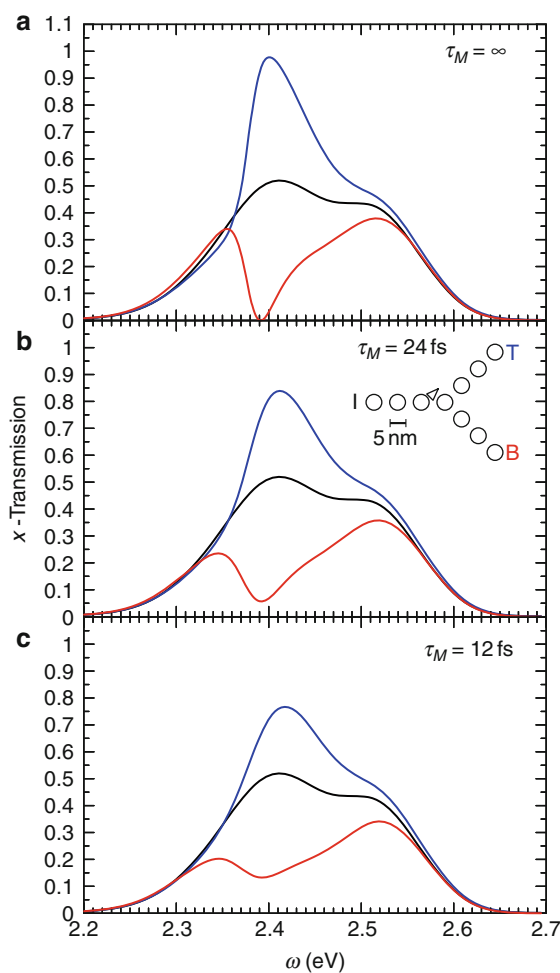 a
1.1
1
0.9
0.8
0.7
0.6
0.5
0.4
0.3
0.2
0.1
0
τM = ∞
b
1
0.9
0.8
0.7
0.6
0.5
0.4
0.3
0.2
0.1
0
τM = 24 fs
T
I
5 nm
B
x-Transmission
c
1
0.9
0.8
0.7
0.6
0.5
0.4
0.3
0.2
0.1
0
τM = 12 fs
2.2 2.3 2.4 2.5 2.6 2.7
ω (eV)